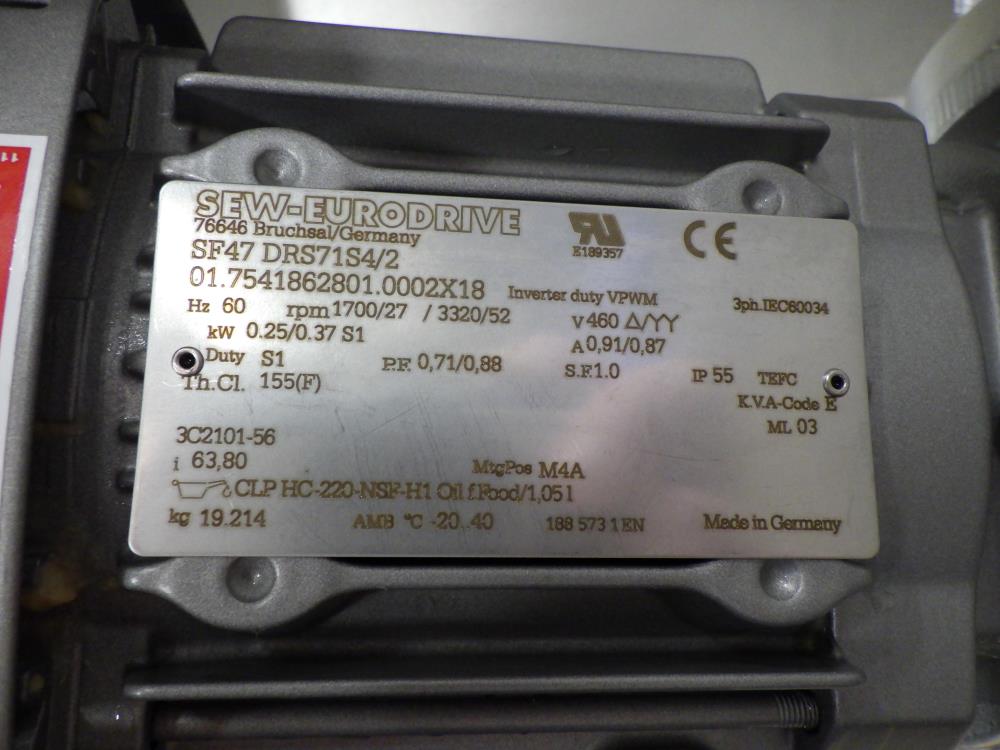 SEW-EURODRIVE
76646 Bruchsal/Germany
E189357
CE
SF47 DRS71S4/2
01.7541862801.0002X18 Inverter duty VPWM 3ph.IEC60034
Hz 60 rpm 1700/27 / 3320/52 V 460 Δ/YY
kW 0.25/0.37 S1 A 0,91/0,87
Duty S1 P.F. 0,71/0,88 S.F.1.0 IP 55 TEFC
Th.Cl. 155(F) K.V.A-Code E
ML 03
3C2101-56
i 63,80 MtgPos M4A
CLP HC-220-NSF-H1 Oil f.Food/1,05 l
kg 19.214 AMB °C -20..40 188 573 1 EN Made in Germany